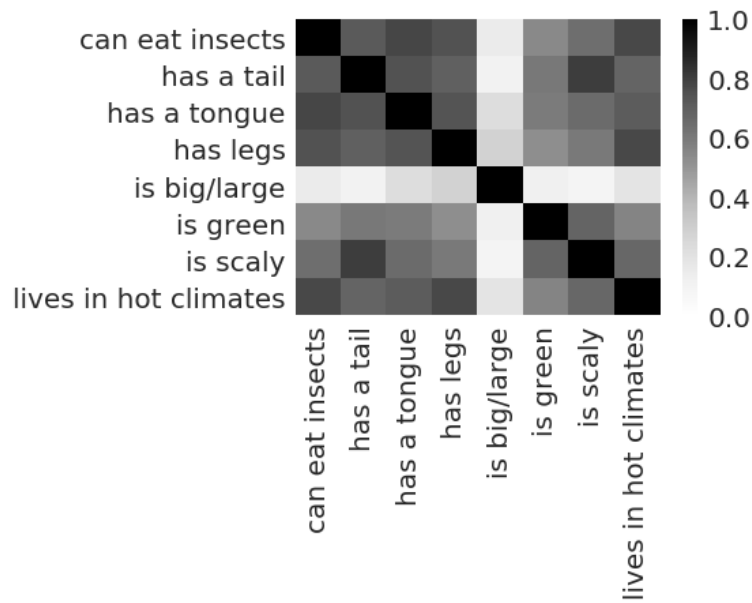 can eat insects
has a tail
has a tongue
has legs
is big/large
is green
is scaly
lives in hot climates
1.0
0.8
0.6
0.4
0.2
0.0
can eat insects
has a tail
has a tongue
has legs
is big/large
is green
is scaly
lives in hot climates